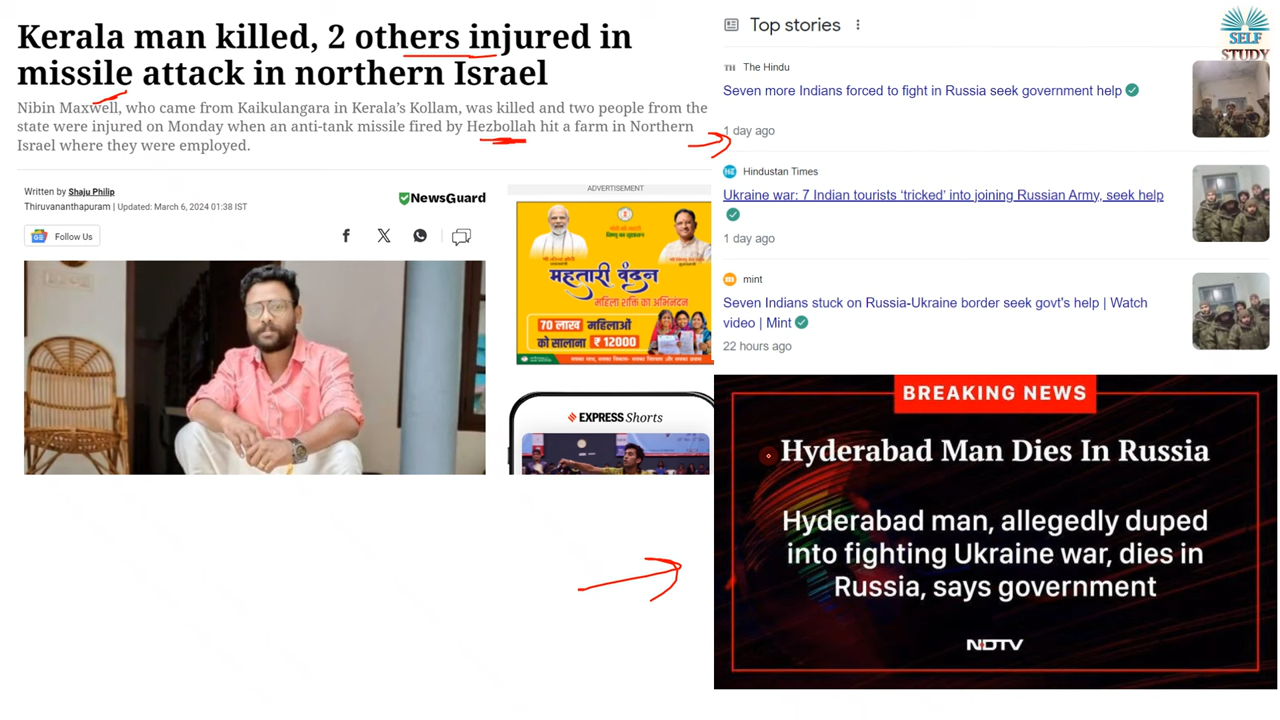 Kerala man killed, 2 others injured in
missile attack in northern Israel
Nibin Maxwell, who came from Kaikulangara in Kerala's Kollam, was killed and two people from the
state were injured on Monday when an anti-tank missile fired by Hezbollah hit a farm in Northern
Israel where they were employed.
Written by Shaju Philip
Thiruvananthapuram | Updated: March 6, 2024 01:38 IST
NewsGuard
Follow Us
ADVERTISEMENT
महतारी वंदन
महिला शक्ति का अभिनंदन
70 लाख महिलाओं
को सालाना ₹ 12000
EXPRESS Shorts
Top stories
SELF
STUDY
TH The Hindu
Seven more Indians forced to fight in Russia seek government help
1 day ago
Hindustan Times
Ukraine war: 7 Indian tourists ‘tricked’ into joining Russian Army, seek help
1 day ago
m mint
Seven Indians stuck on Russia-Ukraine border seek govt's help | Watch
video | Mint
22 hours ago
BREAKING NEWS
Hyderabad Man Dies In Russia
Hyderabad man, allegedly duped
into fighting Ukraine war, dies in
Russia, says government
NDTV